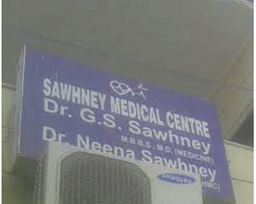 SAWHNEY MEDICAL CENTRE
Dr. G.S. Sawhney
M.B.B.S., M.D. (MEDICINE)
Dr. Neena Sawhney
SAMSUNG